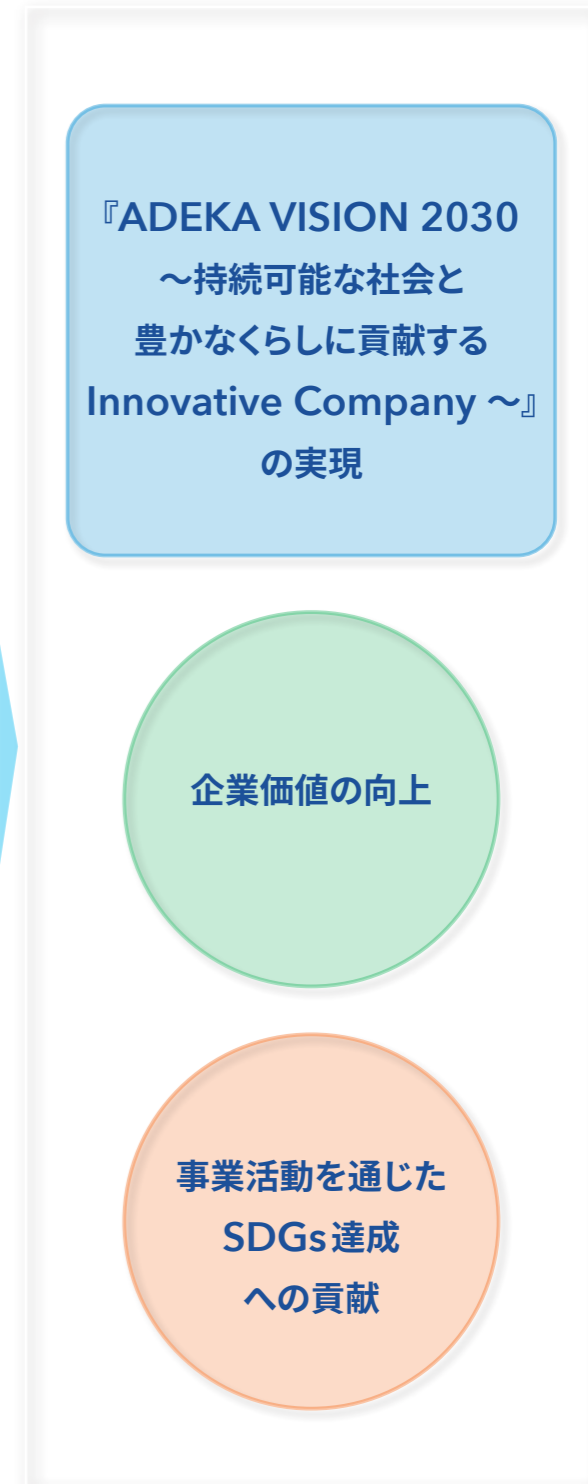 『ADEKA VISION 2030
～持続可能な社会と
豊かなくらしに貢献する
Innovative Company ～』
の実現
企業価値の向上
事業活動を通じた
SDGs達成
への貢献